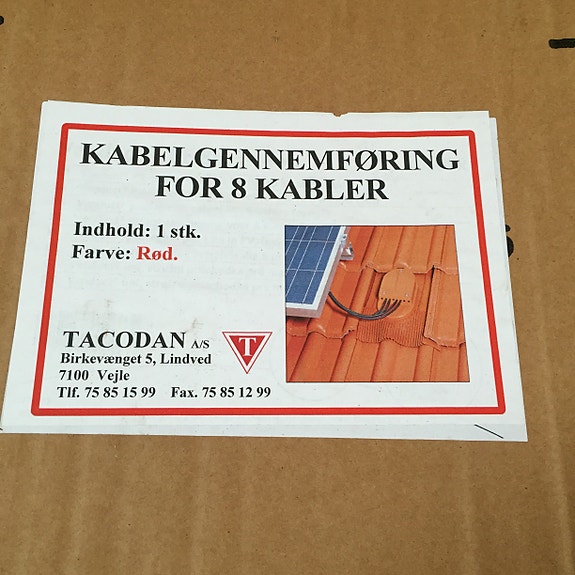 KABELGENNEMFØRING
FOR 8 KABLER
Indhold: 1 stk.
Farve: Rød.
TACODAN A/S
T
Birkevænget 5, Lindved
7100 Vejle
Tlf. 75 85 15 99 Fax. 75 85 12 99